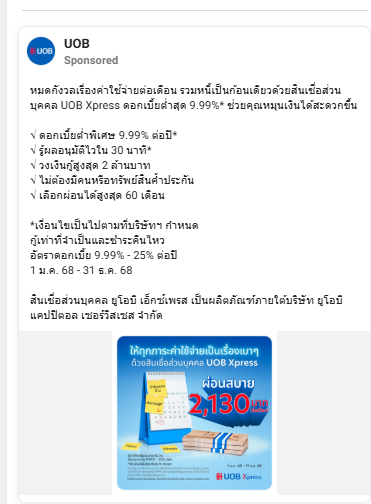 UOB
UOB
Sponsored
หมดกังวลเรื่องค่าใช้จ่ายต่อเดือน รวมหนี้เป็นก้อนเดียวด้วยสินเชื่อส่วน
บุคคล UOB Xpress ดอกเบี้ยต่ำสุด 9.99%* ช่วยคุณหมุนเงินได้สะดวกขึ้น
√ ดอกเบี้ยต่ำพิเศษ 9.99% ต่อปี*
√ รู้ผลอนุมัติไวใน 30 นาที*
√ วงเงินกู้สูงสุด 2 ล้านบาท
√ ไม่ต้องมีคนหรือทรัพย์สินค้ำประกัน
√ เลือกผ่อนได้สูงสุด 60 เดือน
*เงื่อนไขเป็นไปตามที่บริษัทฯ กำหนด
กู้เท่าที่จำเป็นและชำระคืนไหว
อัตราดอกเบี้ย 9.99% - 25% ต่อปี
1 ม.ค. 68 - 31 ธ.ค. 68
สินเชื่อส่วนบุคคล ยูโอบี เอ็กซ์เพรส เป็นผลิตภัณฑ์ภายใต้บริษัท ยูโอบี
แคปปิตอล เซอร์วิสเซส จำกัด
ให้ทุกภาระค่าใช้จ่ายเป็นเรื่องเบาๆ
ด้วยสินเชื่อส่วนบุคคล UOB Xpress
ผ่อนสบาย
2,130
UOB Xpress